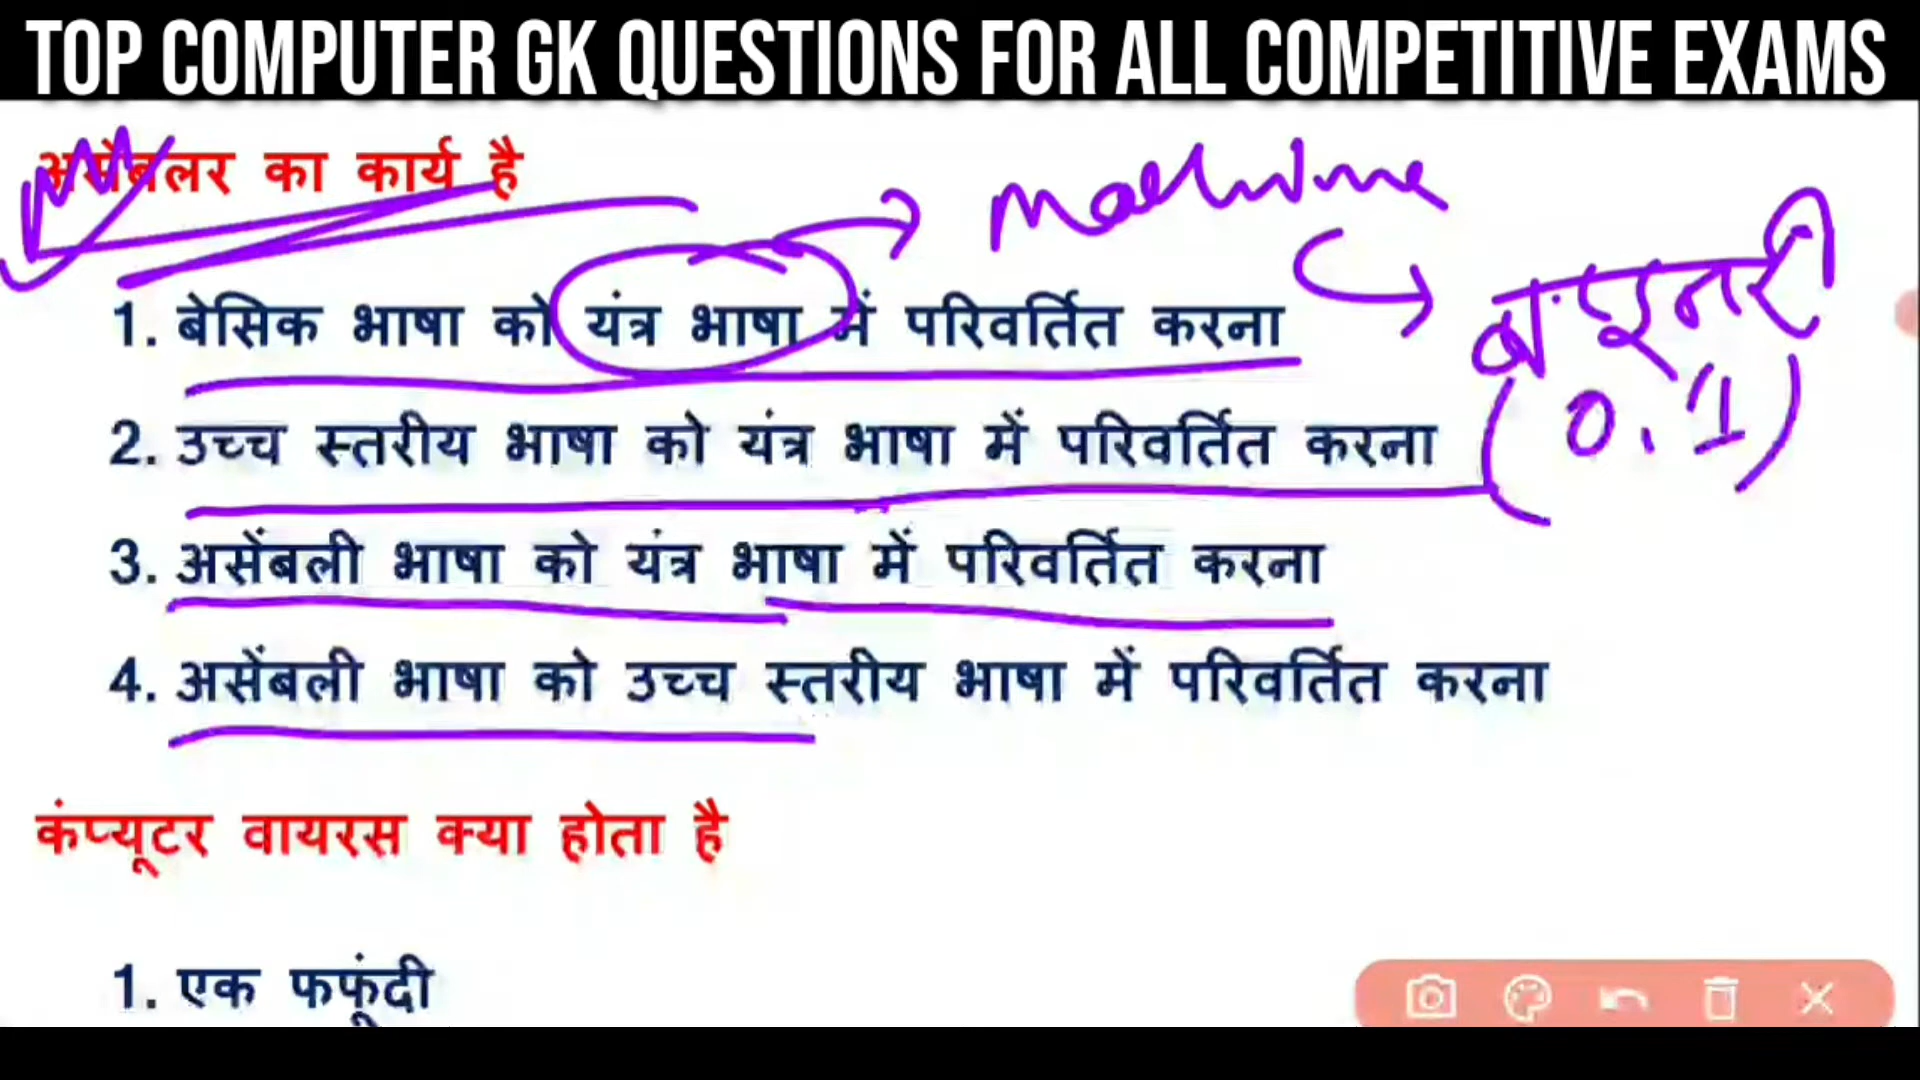 TOP COMPUTER GK QUESTIONS FOR ALL COMPETITIVE EXAMS
असेंबलर का कार्य है
Machine
1. बेसिक भाषा को यंत्र भाषा में परिवर्तित करना
बाइनरी
(0,1)
2. उच्च स्तरीय भाषा को यंत्र भाषा में परिवर्तित करना
3. असेंबली भाषा को यंत्र भाषा में परिवर्तित करना
4. असेंबली भाषा को उच्च स्तरीय भाषा में परिवर्तित करना
कंप्यूटर वायरस क्या होता है
1. एक फफूंदी